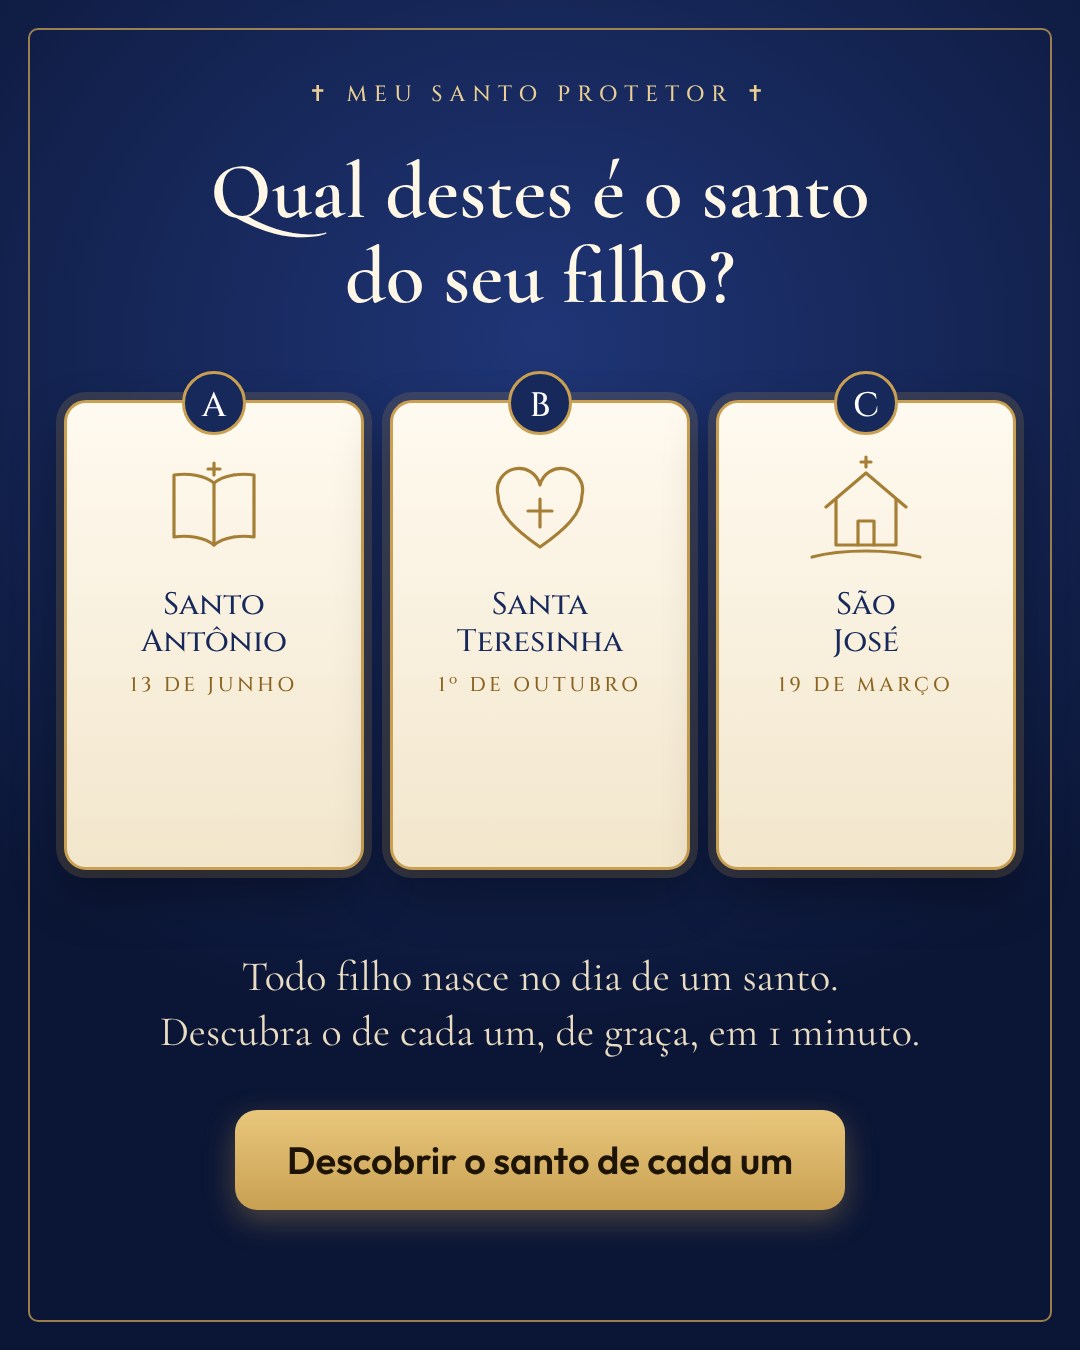 ✝ MEU SANTO PROTETOR ✝
Qual destes é o santo
do seu filho?
A
B
C
SANTO
ANTÔNIO
13 DE JUNHO
SANTA
TERESINHA
1º DE OUTUBRO
SÃO
JOSÉ
19 DE MARÇO
Todo filho nasce no dia de um santo.
Descubra o de cada um, de graça, em 1 minuto.
Descobrir o santo de cada um